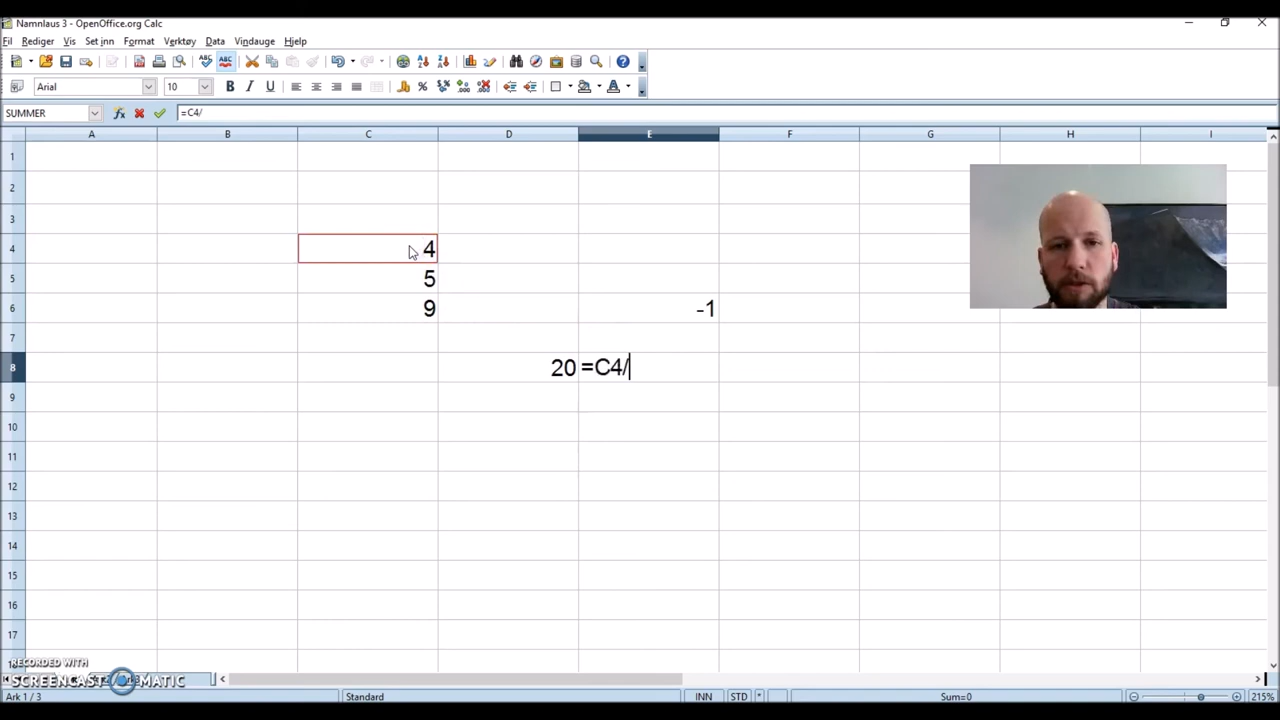 Namnlaus 3 - OpenOffice.org Calc
Fil Rediger Vis Set inn Format Verktøy Data Vindauge Hjelp
Arial 10
SUMMER =C4/
A B C D E F G H I
1
2
3
4 4
5 5
6 9 -1
7
8 20 =C4/
9
10
11
12
13
14
15
16
17
18
RECORDED WITH
SCREENCAST MATIC
Ark 1 / 3 Standard INN STD * Sum=0 215%